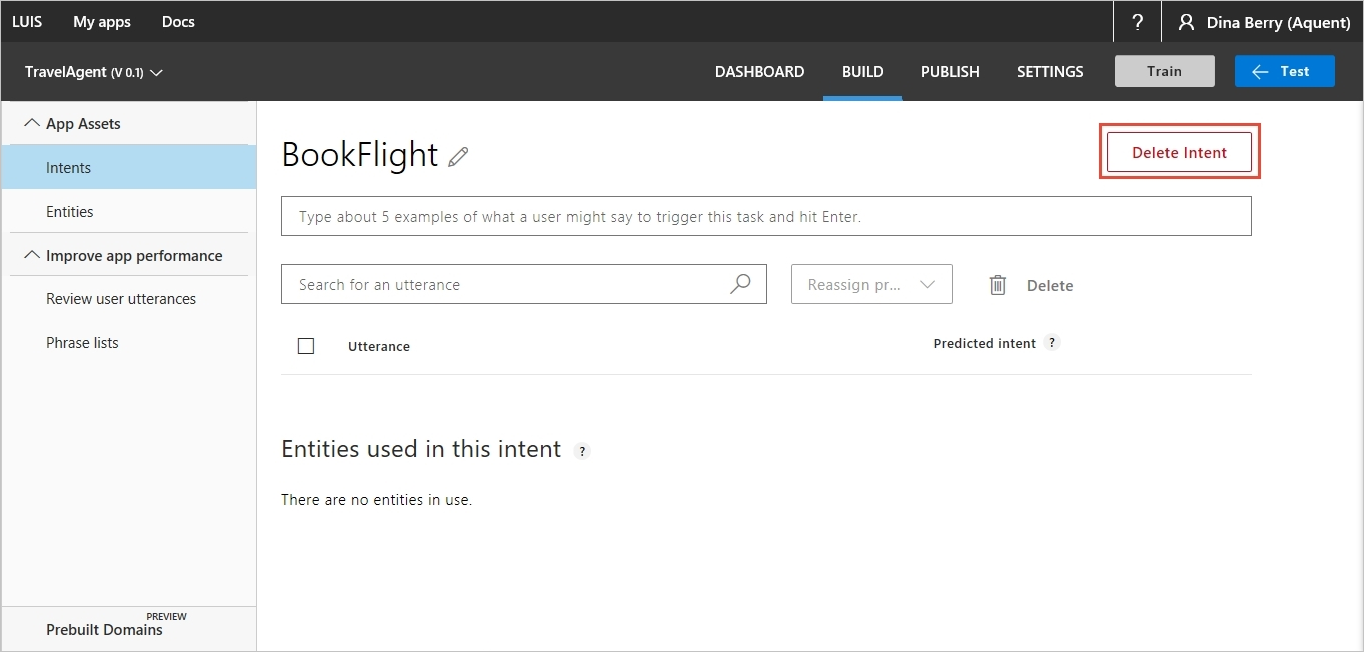 LUIS My apps Docs ? Dina Berry (Aquent)
TravelAgent (V 0.1) DASHBOARD BUILD PUBLISH SETTINGS Train Test
App Assets
Intents
Entities
Improve app performance
Review user utterances
Phrase lists
Prebuilt Domains PREVIEW
BookFlight Delete Intent
Type about 5 examples of what a user might say to trigger this task and hit Enter.
Search for an utterance Reassign pr... Delete
Utterance Predicted intent ?
Entities used in this intent ?
There are no entities in use.